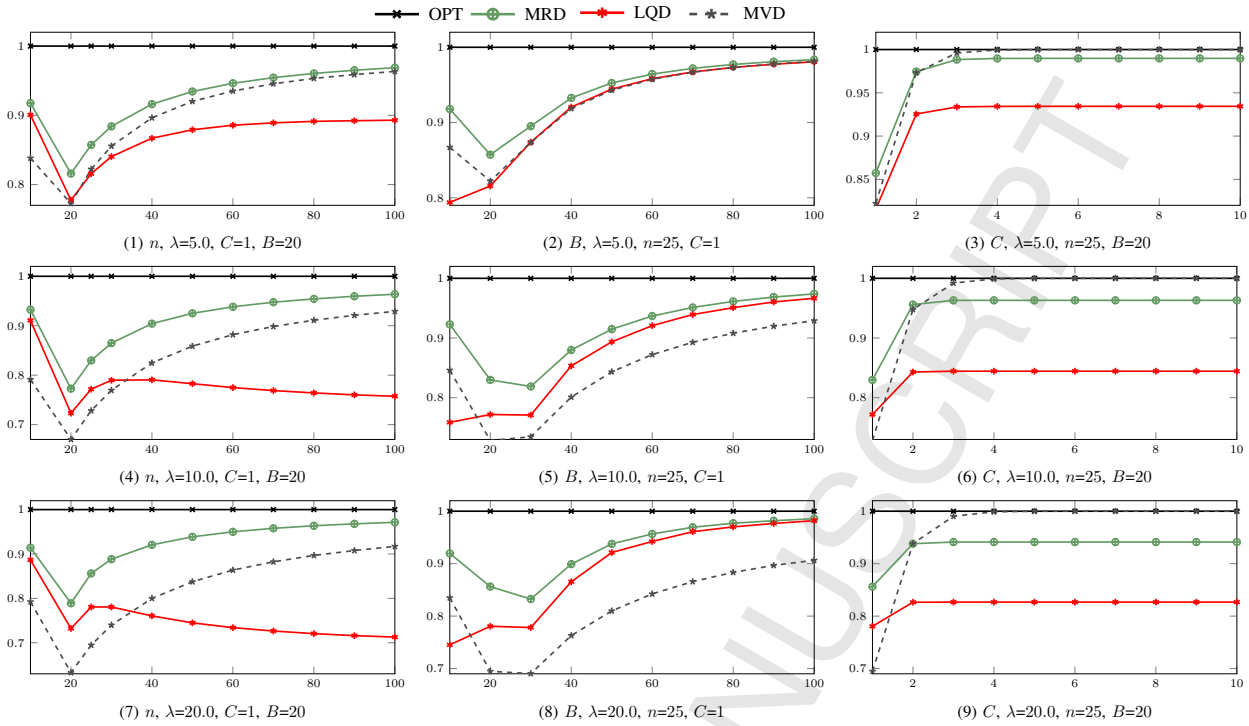 OPT MRD LQD MVD
1
0.9
0.8
20 40 60 80 100
(1) n, λ=5.0, C=1, B=20
1
0.95
0.9
0.85
0.8
20 40 60 80 100
(2) B, λ=5.0, n=25, C=1
1
0.95
0.9
0.85
2 4 6 8 10
(3) C, λ=5.0, n=25, B=20
1
0.9
0.8
0.7
20 40 60 80 100
(4) n, λ=10.0, C=1, B=20
1
0.9
0.8
20 40 60 80 100
(5) B, λ=10.0, n=25, C=1
1
0.9
0.8
2 4 6 8 10
(6) C, λ=10.0, n=25, B=20
1
0.9
0.8
0.7
20 40 60 80 100
(7) n, λ=20.0, C=1, B=20
1
0.9
0.8
0.7
20 40 60 80 100
(8) B, λ=20.0, n=25, C=1
1
0.9
0.8
0.7
2 4 6 8 10
(9) C, λ=20.0, n=25, B=20
NUSCRIPT